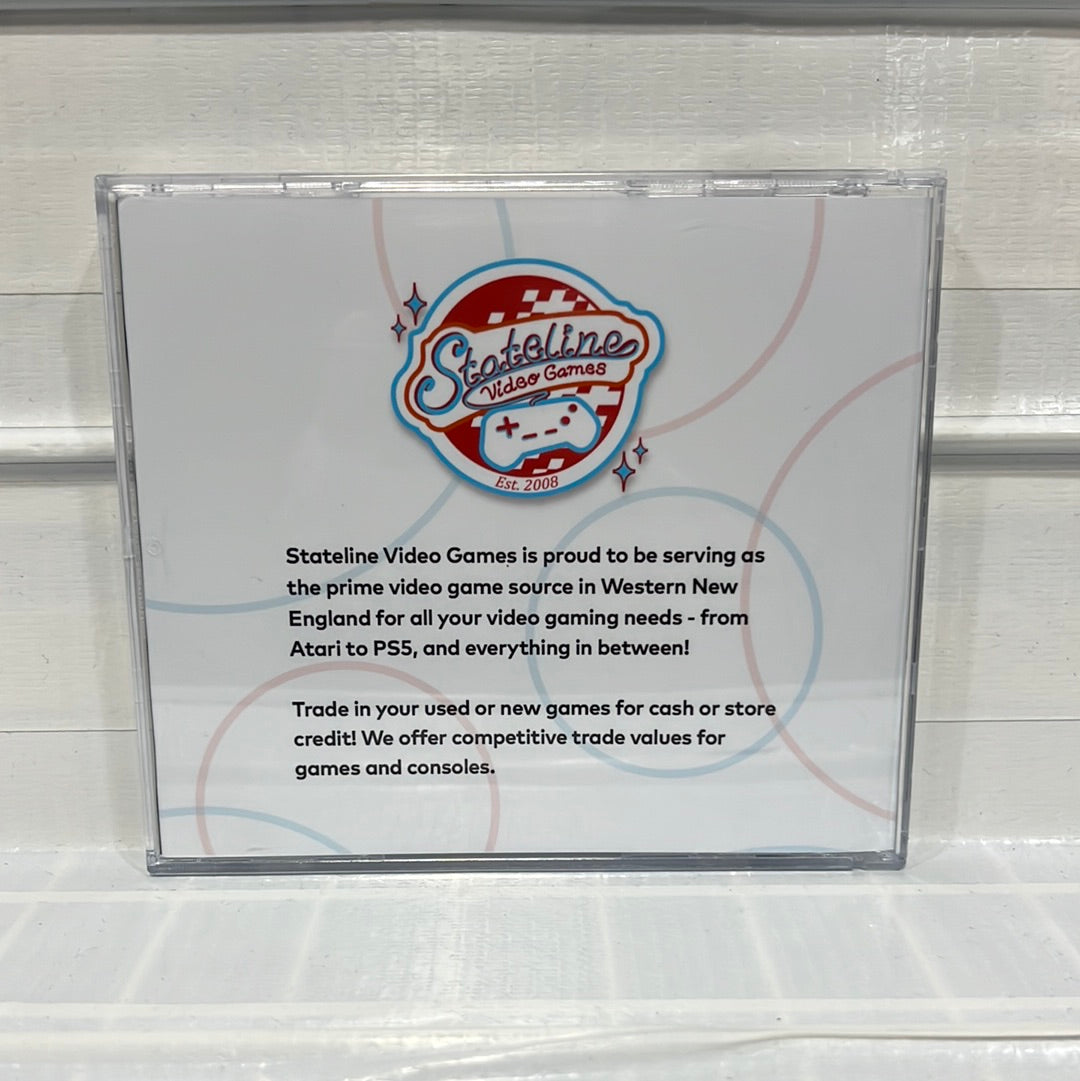 Stateline
Video Games
Est. 2008
Stateline Video Games is proud to be serving as
the prime video game source in Western New
England for all your video gaming needs - from
Atari to PS5, and everything in between!
Trade in your used or new games for cash or store
credit! We offer competitive trade values for
games and consoles.